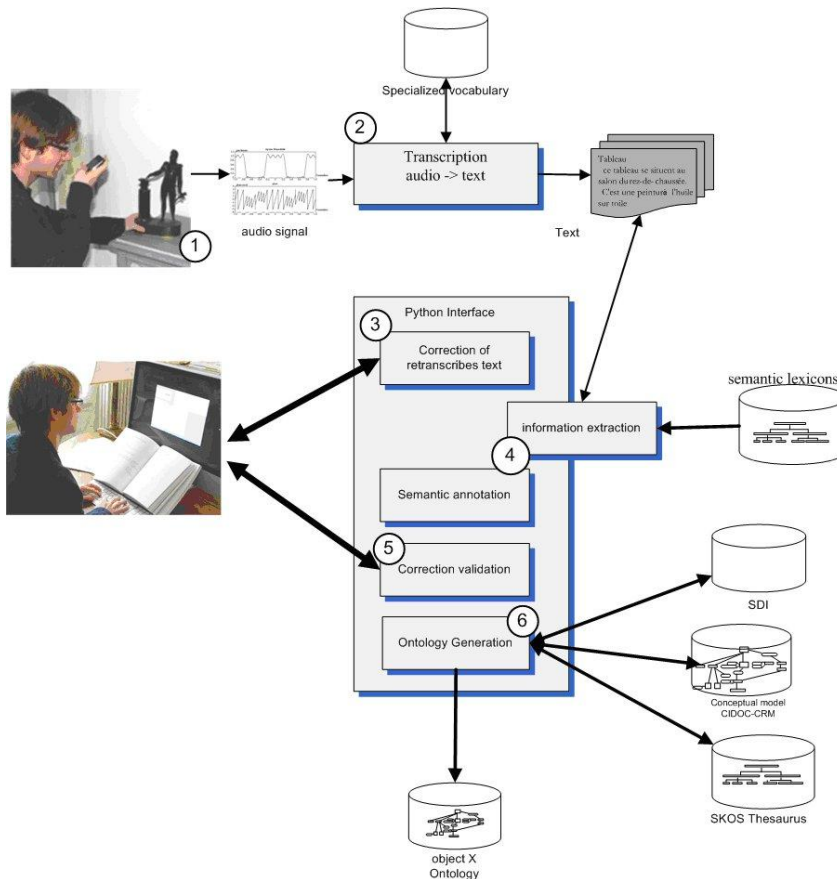 Specialized vocabulary
2
Transcription
audio -> text
Tableau
ce tableau se situent au
salon du rez-de- chaussée.
C'est une peinture à l'huile
sur toile
1
audio signal
Text
Python Interface
3
Correction of
retranscribes text
semantic lexicons
information extraction
4
Semantic annotation
5
Correction validation
SDI
6
Ontology Generation
Conceptual model
CIDOC-CRM
SKOS Thesaurus
object X
Ontology